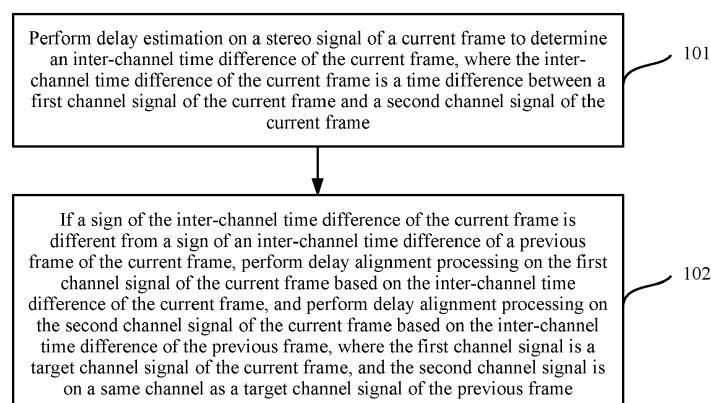 Perform delay estimation on a stereo signal of a current frame to determine
an inter-channel time difference of the current frame, where the inter-
channel time difference of the current frame is a time difference between a
first channel signal of the current frame and a second channel signal of the
current frame
101
If a sign of the inter-channel time difference of the current frame is
different from a sign of an inter-channel time difference of a previous
frame of the current frame, perform delay alignment processing on the first
channel signal of the current frame based on the inter-channel time
difference of the current frame, and perform delay alignment processing on
the second channel signal of the current frame based on the inter-channel
time difference of the previous frame, where the first channel signal is a
target channel signal of the current frame, and the second channel signal is
on a same channel as a target channel signal of the previous frame
102